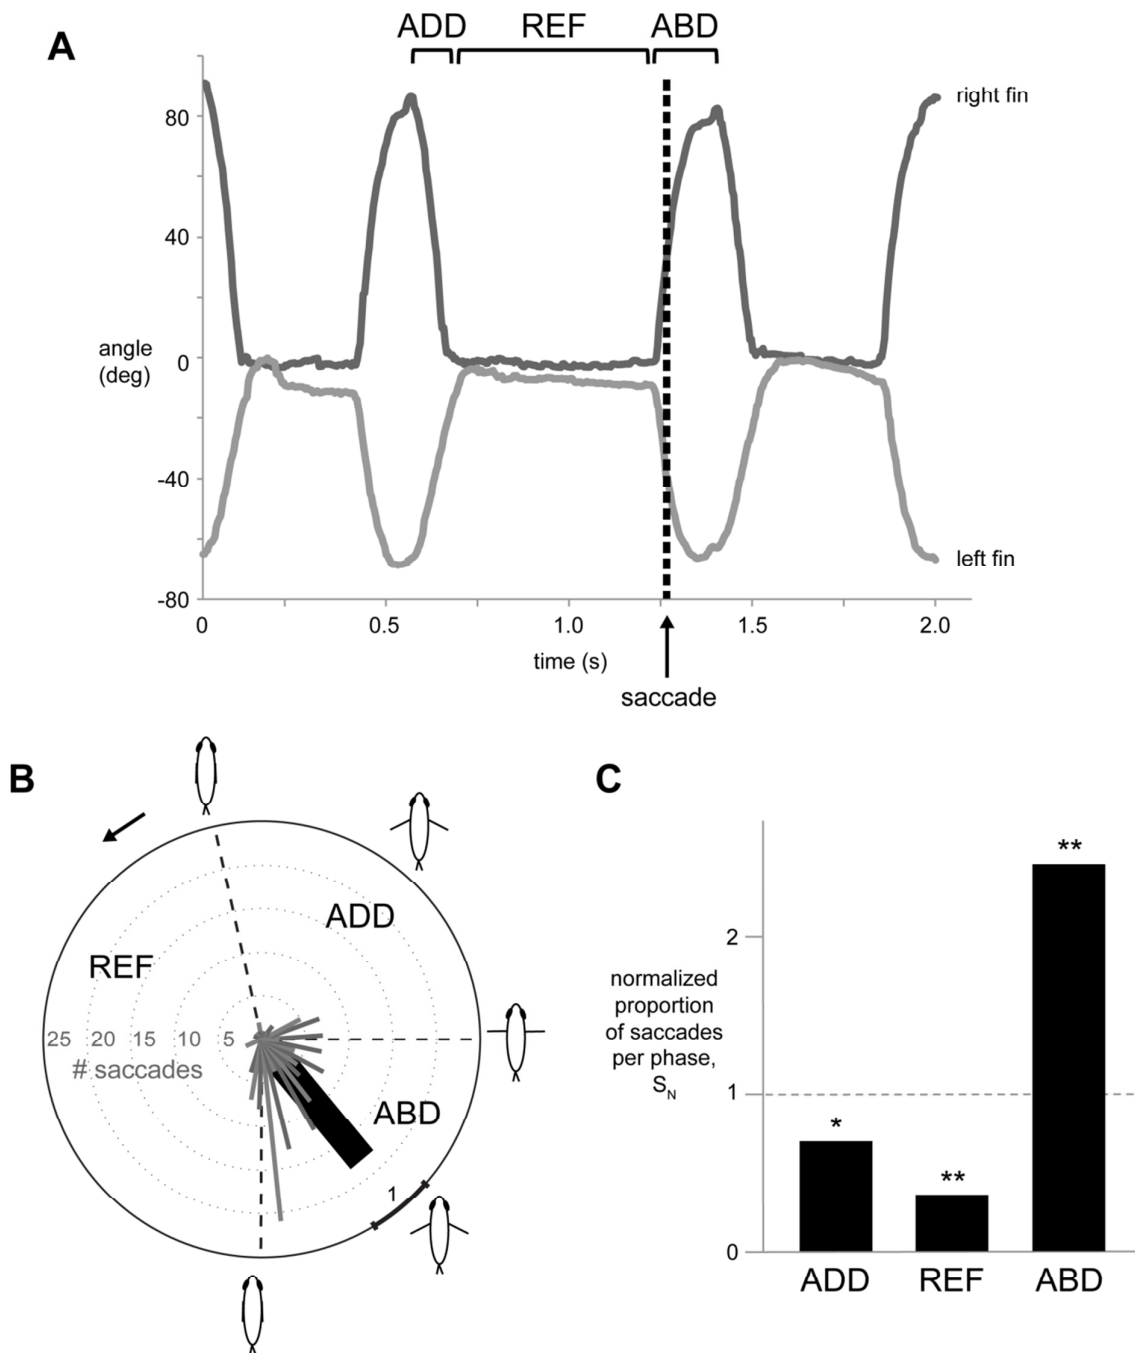 A
ADD REF ABD
80
40
0
-40
-80
angle
(deg)
right fin
left fin
0 0.5 1.0 1.5 2.0
time (s)
saccade
B
REF
ADD
ABD
25 20 15 10 5
# saccades
1
C
normalized
proportion
of saccades
per phase,
S_N
2
1
0
*
**
**
ADD REF ABD